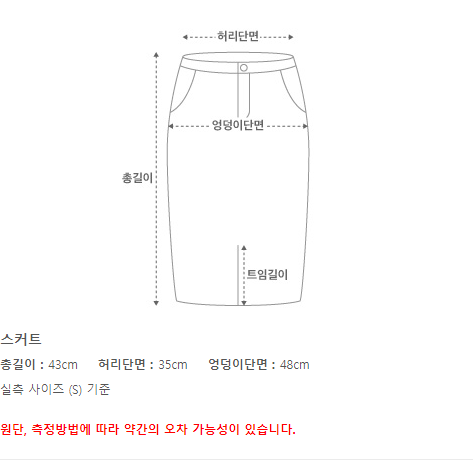 허리단면
엉덩이단면
총길이
트임길이
스커트
총길이 : 43cm 허리단면 : 35cm 엉덩이단면 : 48cm
실측 사이즈 (S) 기준
원단, 측정방법에 따라 약간의 오차 가능성이 있습니다.